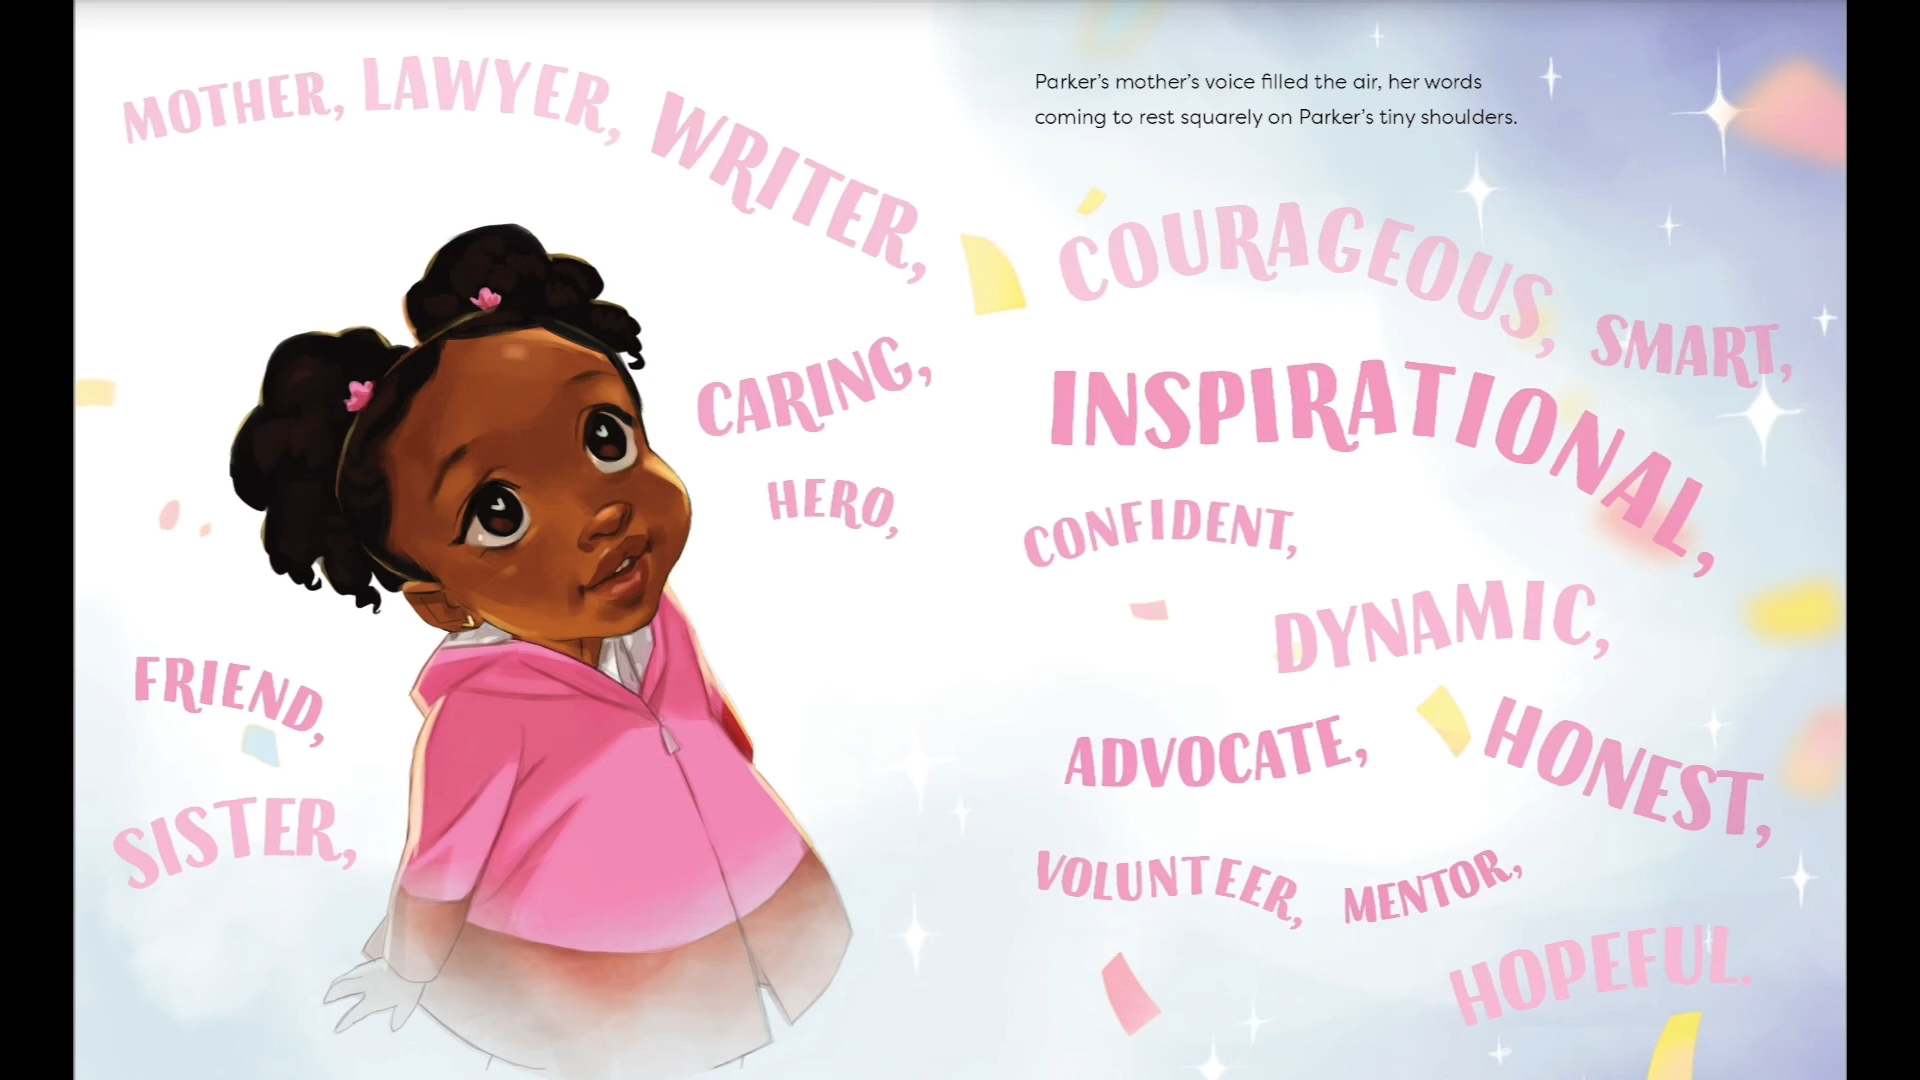 MOTHER, LAWYER, WRITER,
CARING,
HERO,
FRIEND,
SISTER,
Parker’s mother’s voice filled the air, her words
coming to rest squarely on Parker’s tiny shoulders.
COURAGEOUS, SMART,
INSPIRATIONAL,
CONFIDENT,
DYNAMIC,
ADVOCATE, HONEST,
VOLUNTEER, MENTOR,
HOPEFUL.